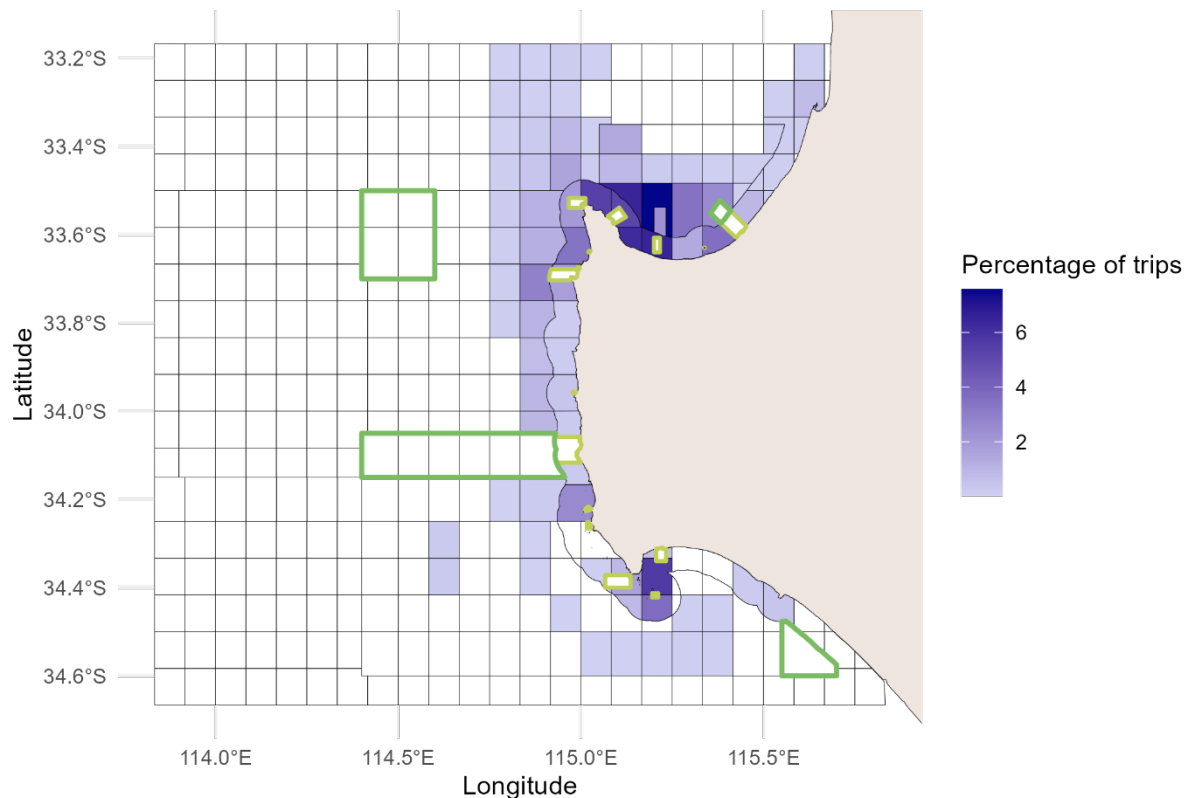 33.2°S
33.4°S
33.6°S
33.8°S
34.0°S
34.2°S
34.4°S
34.6°S
Latitude
114.0°E 114.5°E 115.0°E 115.5°E
Longitude
Percentage of trips
6
4
2